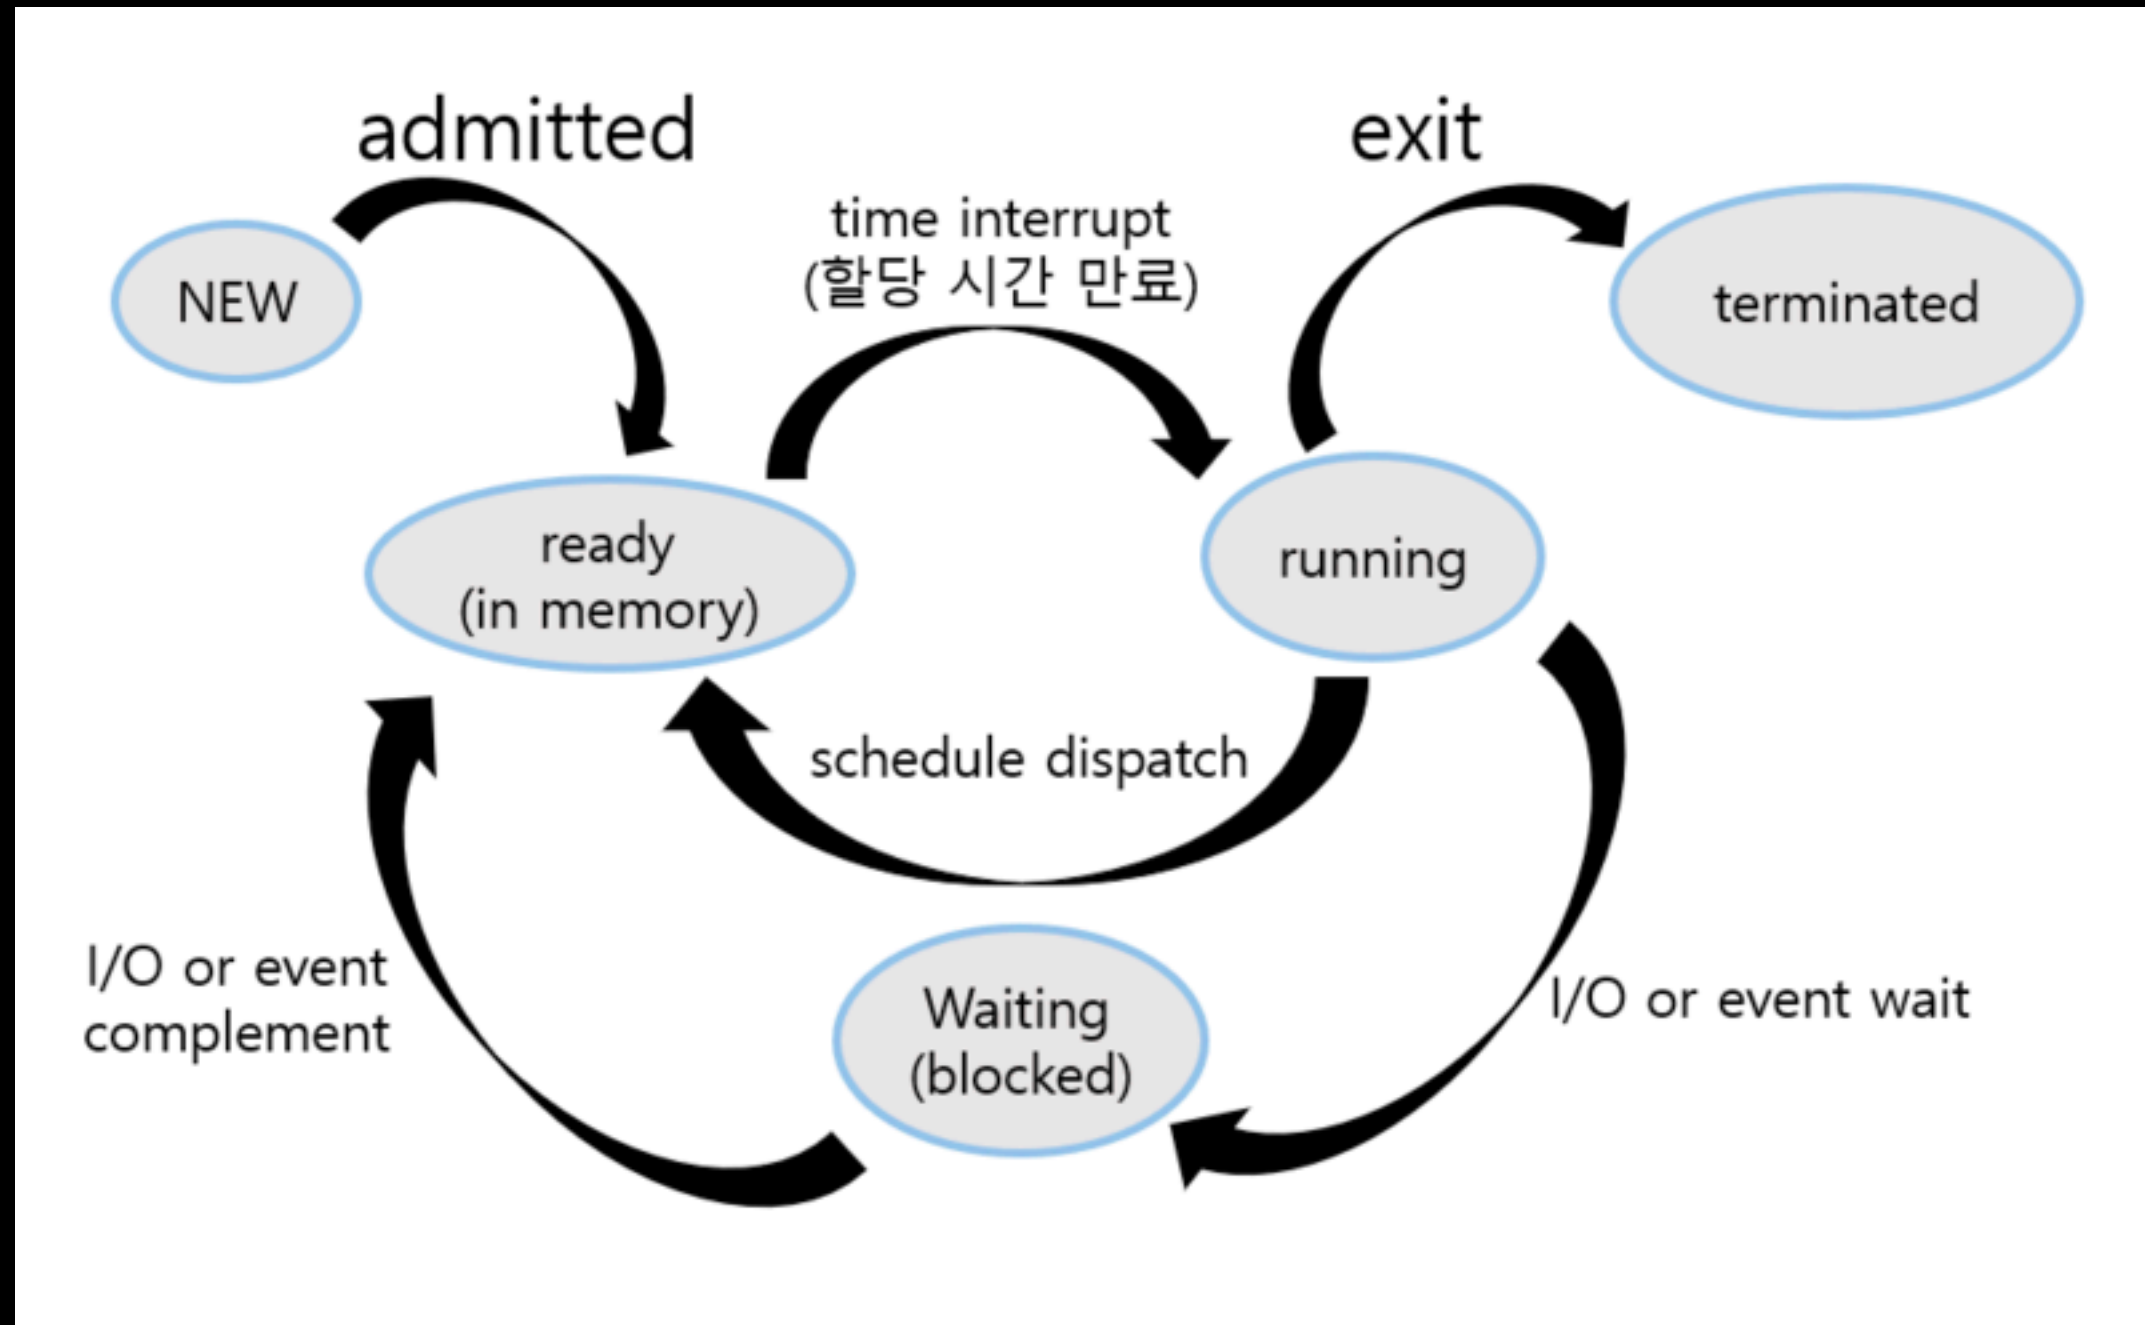 admitted
exit
time interrupt
(할당 시간 만료)
NEW
terminated
ready
(in memory)
running
schedule dispatch
I/O or event
complement
Waiting
(blocked)
I/O or event wait